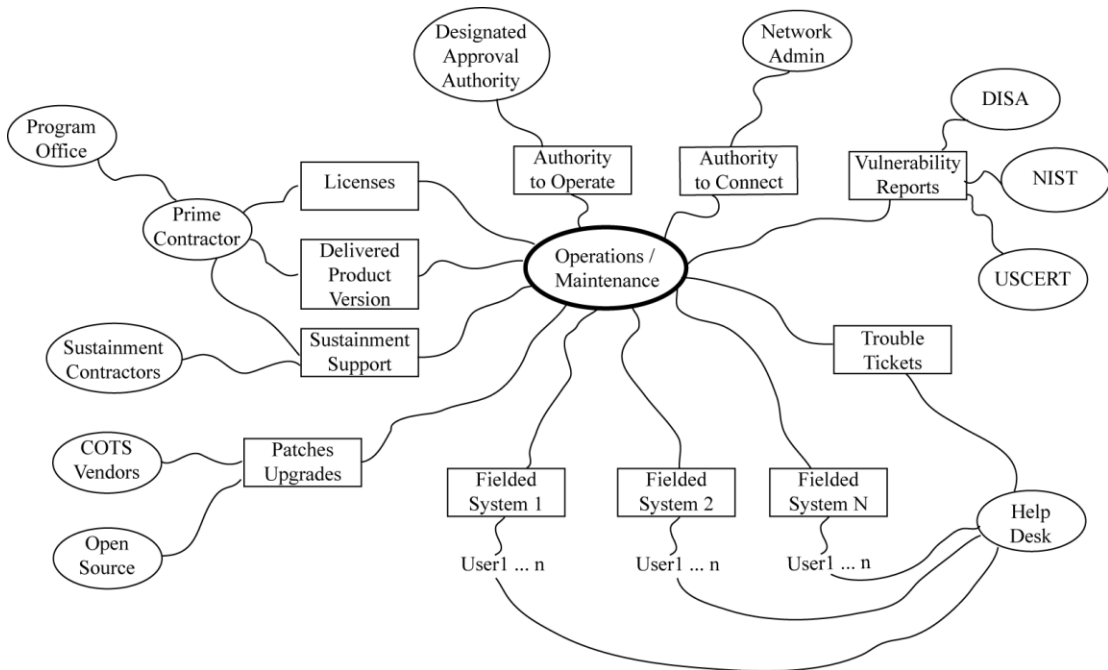 Designated
Approval
Authority
Network
Admin
DISA
Program
Office
Authority
to Operate
Authority
to Connect
Vulnerability
Reports
NIST
Licenses
Prime
Contractor
Delivered
Product
Version
Operations /
Maintenance
USCERT
Sustainment
Contractors
Sustainment
Support
Trouble
Tickets
COTS
Vendors
Patches
Upgrades
Fielded
System 1
Fielded
System 2
Fielded
System N
Help
Desk
Open
Source
User1 ... n
User1 ... n
User1 ... n